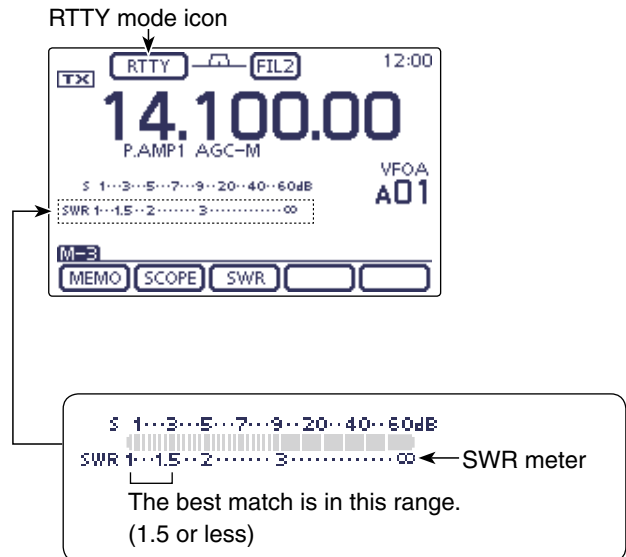 RTTY mode icon
TX RTTY FIL2 12:00
14.100.00
P.AMP1 AGC-M
VFOA
S 1···3···5···7···9··20··40··60dB
A01
SWR 1···1.5··2······· 3············∞
M-3
MEMO SCOPE SWR
S 1···3···5···7···9··20··40··60dB
SWR 1···1.5··2······· 3·············∞ SWR meter
The best match is in this range.
(1.5 or less)